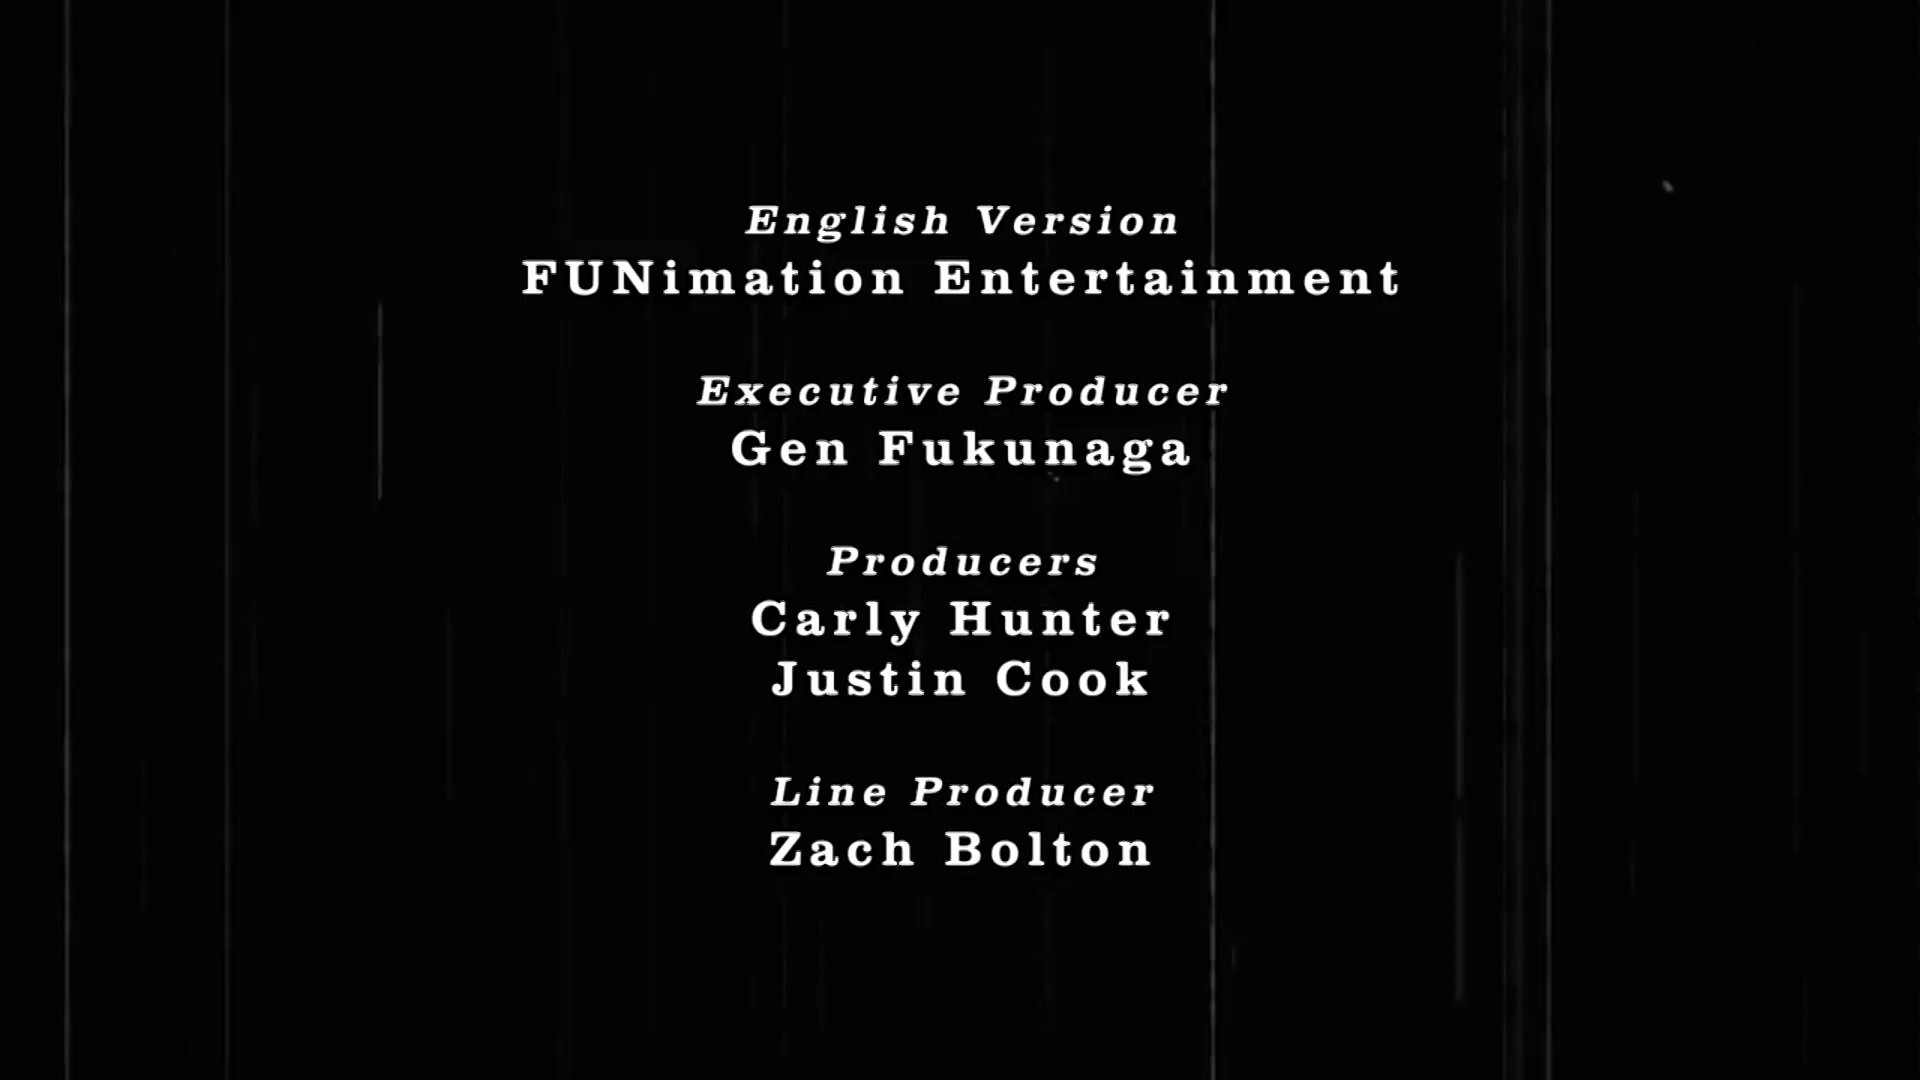 English Version
FUNimation Entertainment
Executive Producer
Gen Fukunaga
Producers
Carly Hunter
Justin Cook
Line Producer
Zach Bolton